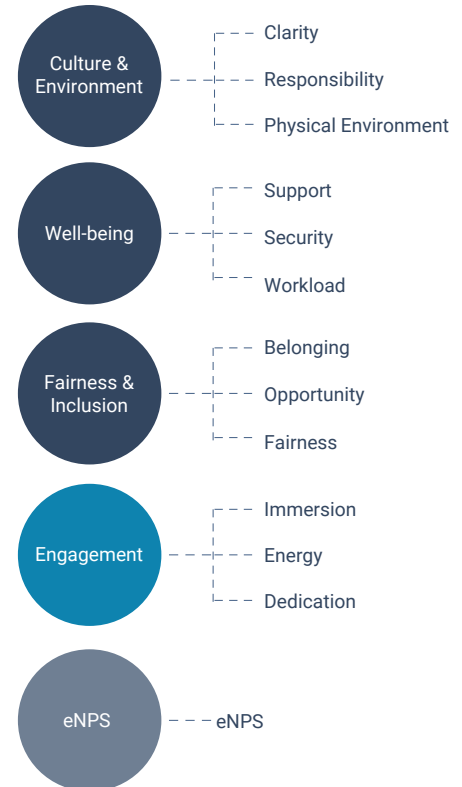 Culture &
Environment
Clarity
Responsibility
Physical Environment
Well-being
Support
Security
Workload
Fairness &
Inclusion
Belonging
Opportunity
Fairness
Engagement
Immersion
Energy
Dedication
eNPS
eNPS